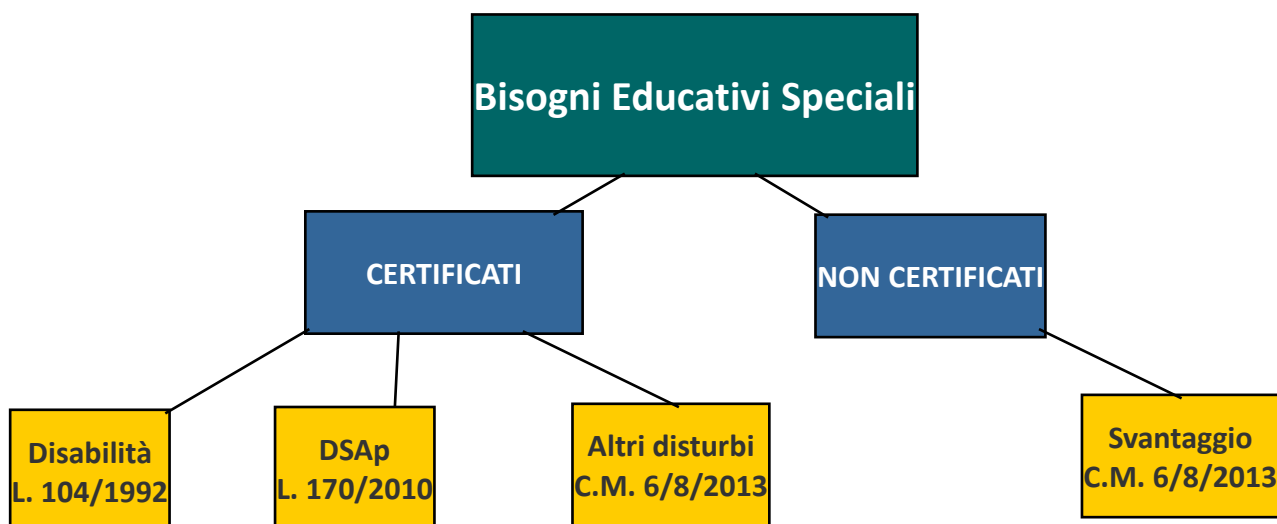 Bisogni Educativi Speciali
CERTIFICATI
NON CERTIFICATI
Disabilità
L. 104/1992
DSAp
L. 170/2010
Altri disturbi
C.M. 6/8/2013
Svantaggio
C.M. 6/8/2013